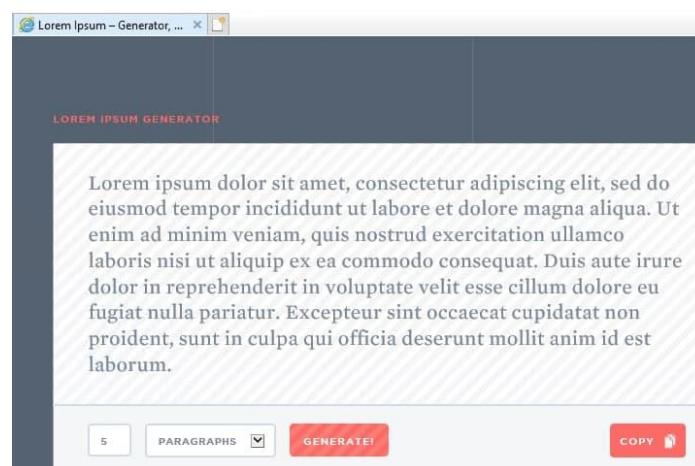 Lorem Ipsum – Generator, ...
LOREM IPSUM GENERATOR
Lorem ipsum dolor sit amet, consectetur adipiscing elit, sed do
eiusmod tempor incididunt ut labore et dolore magna aliqua. Ut
enim ad minim veniam, quis nostrud exercitation ullamco
laboris nisi ut aliquip ex ea commodo consequat. Duis aute irure
dolor in reprehenderit in voluptate velit esse cillum dolore eu
fugiat nulla pariatur. Excepteur sint occaecat cupidatat non
proident, sunt in culpa qui officia deserunt mollit anim id est
laborum.
5 PARAGRAPHS GENERATE! COPY